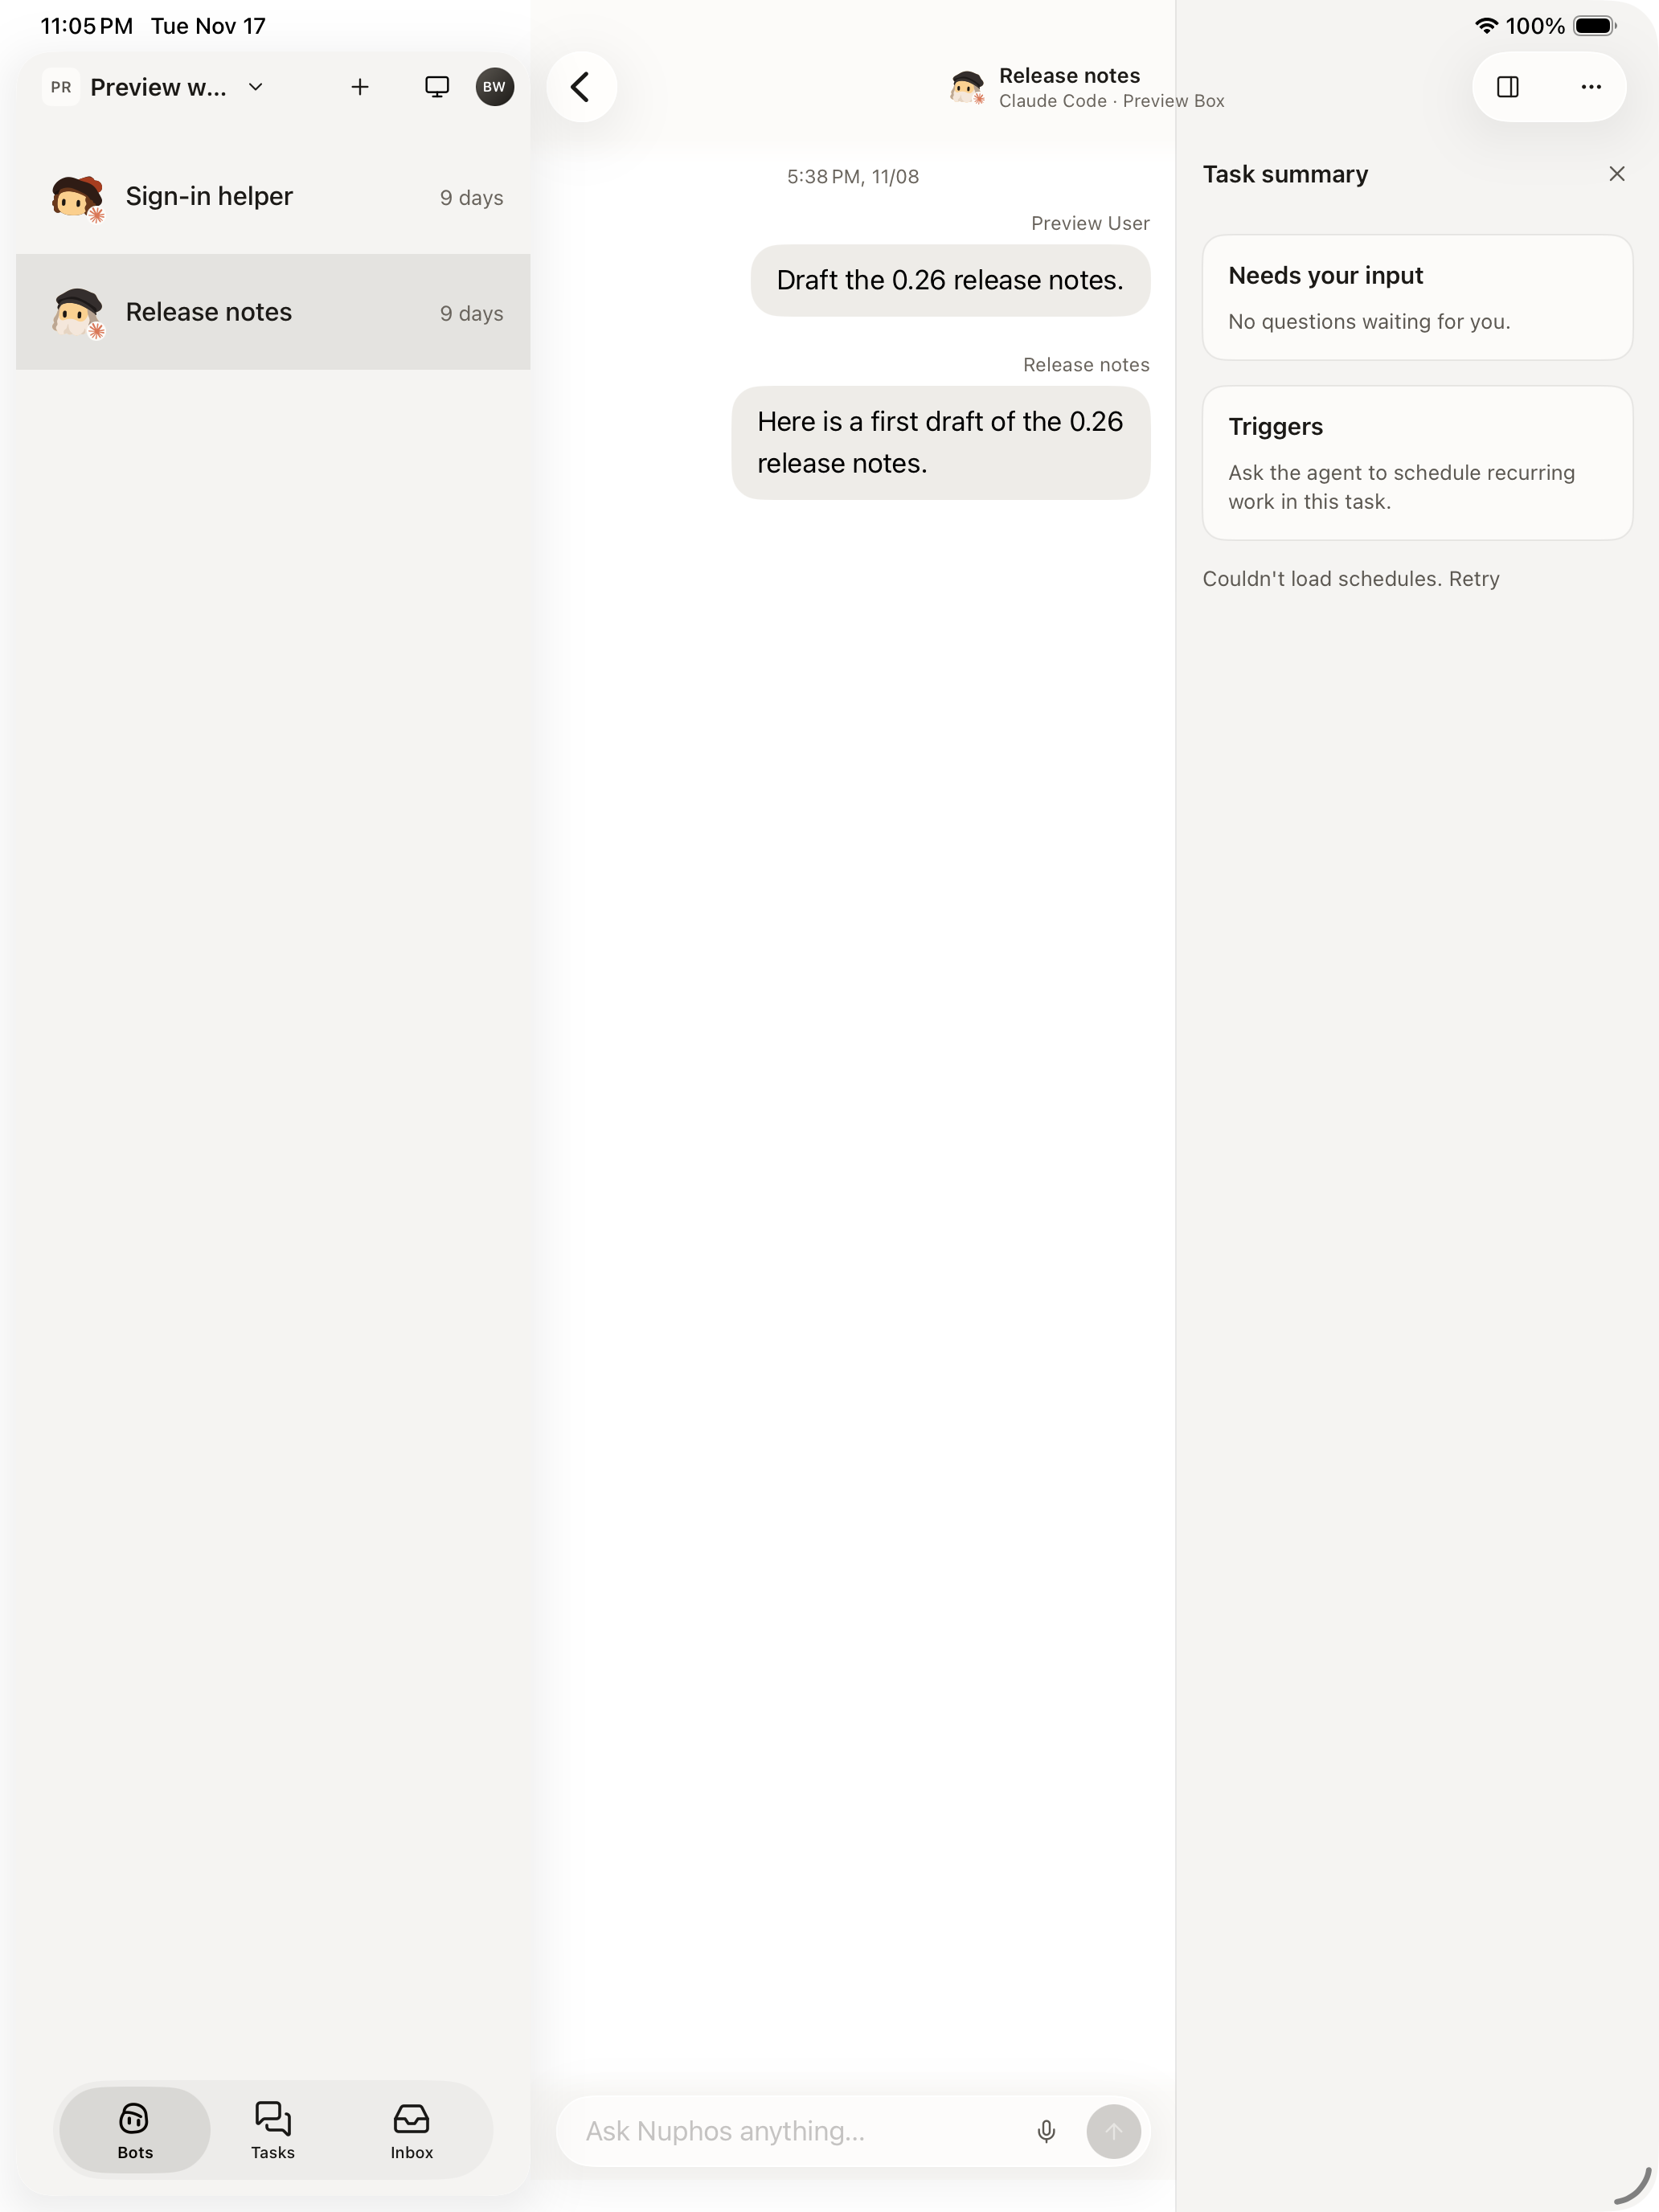 11:05 PM Tue Nov 17
100%
PR Preview w...
BW
Sign-in helper 9 days
Release notes 9 days
Bots
Tasks
Inbox
Release notes
Claude Code · Preview Box
5:38 PM, 11/08
Preview User
Draft the 0.26 release notes.
Release notes
Here is a first draft of the 0.26
release notes.
Ask Nuphos anything...
Task summary
Needs your input
No questions waiting for you.
Triggers
Ask the agent to schedule recurring
work in this task.
Couldn't load schedules. Retry